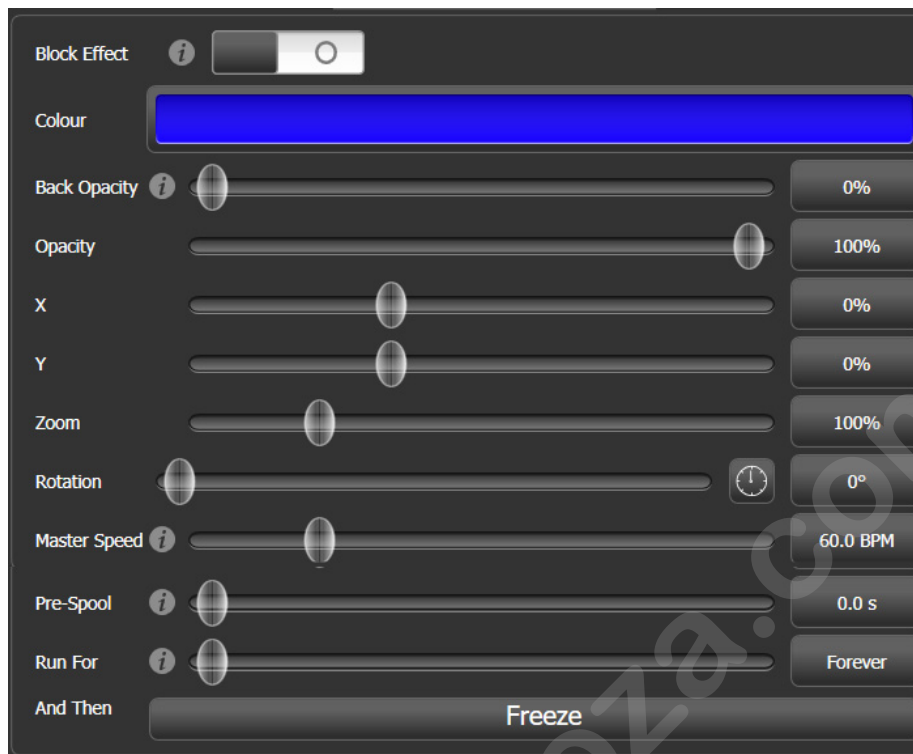 Block Effect
Colour
Back Opacity 0%
Opacity 100%
X 0%
Y 0%
Zoom 100%
Rotation 0°
Master Speed 60.0 BPM
Pre-Spool 0.0 s
Run For Forever
And Then Freeze